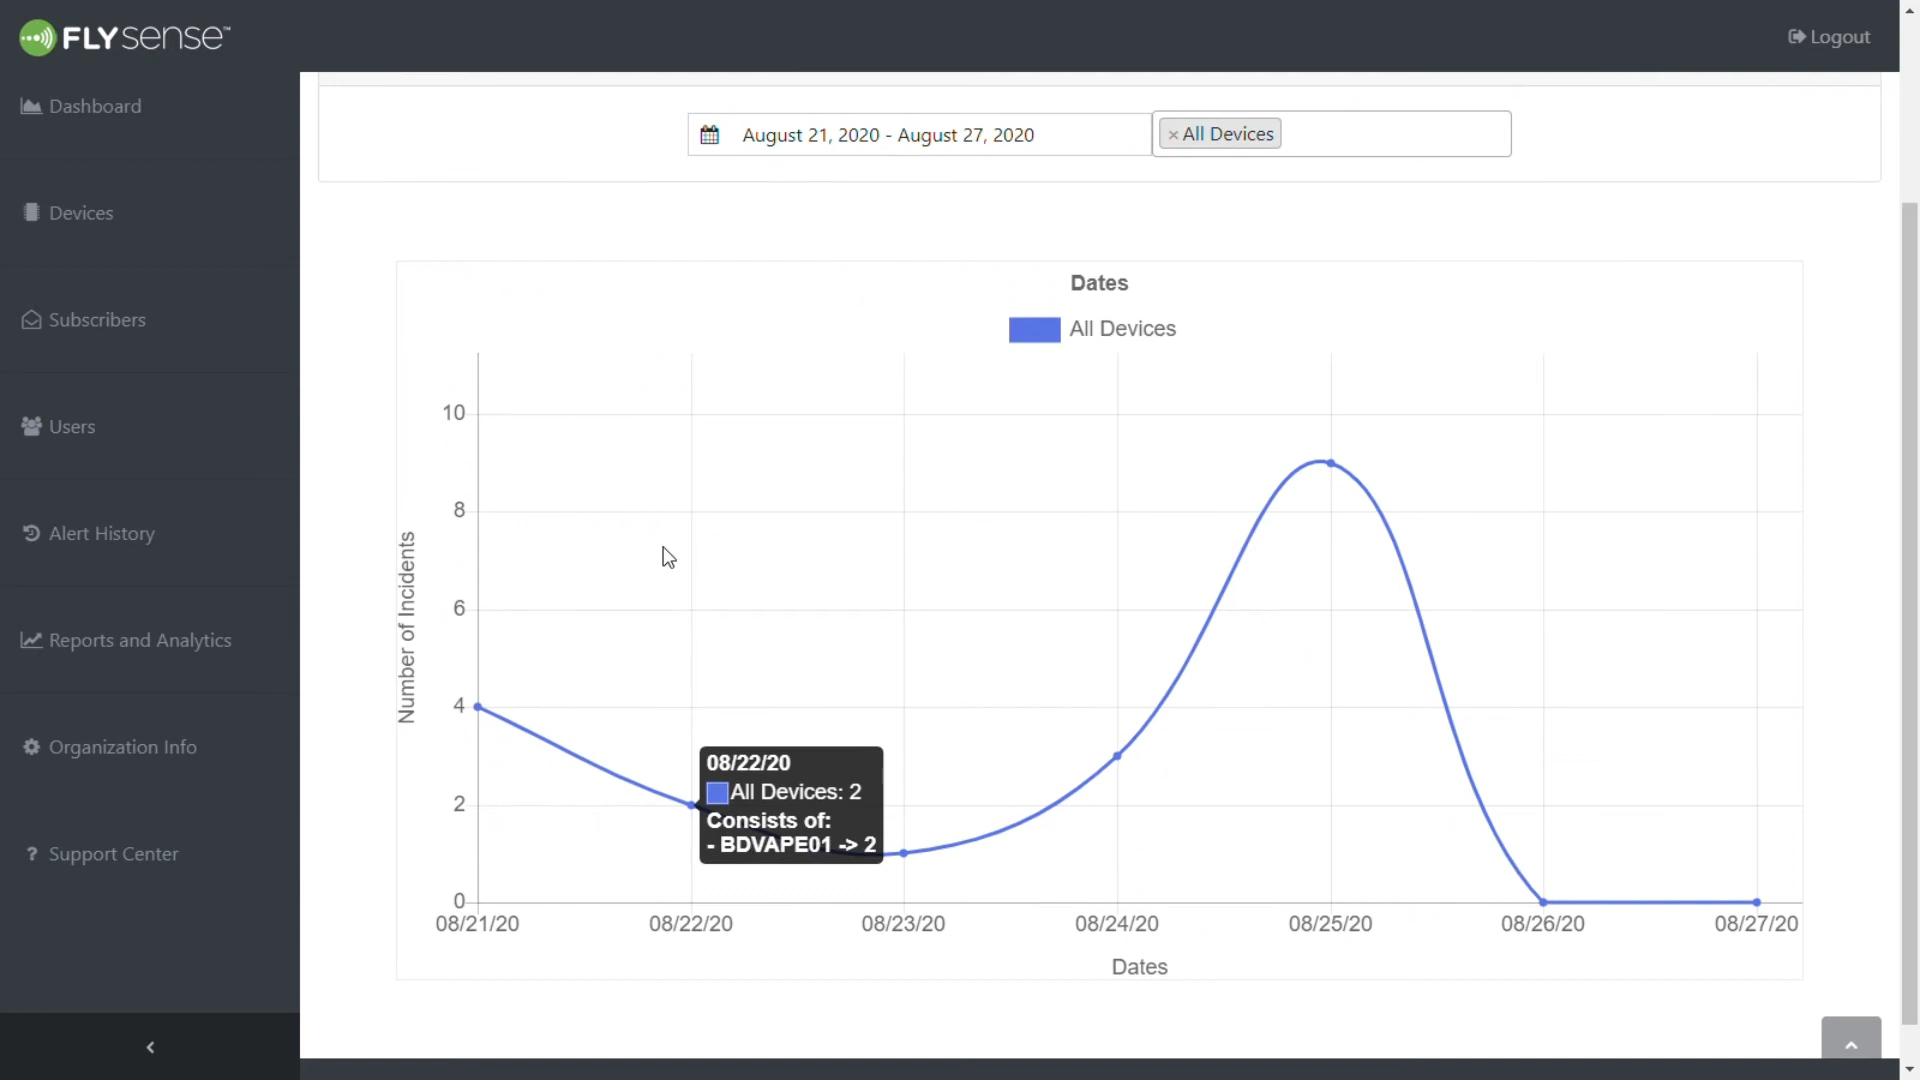 FLYsense™
Logout
Dashboard
Devices
Subscribers
Users
Alert History
Reports and Analytics
Organization Info
? Support Center
August 21, 2020 - August 27, 2020
× All Devices
Dates
All Devices
Number of Incidents
10
8
6
4
2
0
08/22/20
All Devices: 2
Consists of:
- BDVAPE01 -> 2
08/21/20 08/22/20 08/23/20 08/24/20 08/25/20 08/26/20 08/27/20
Dates